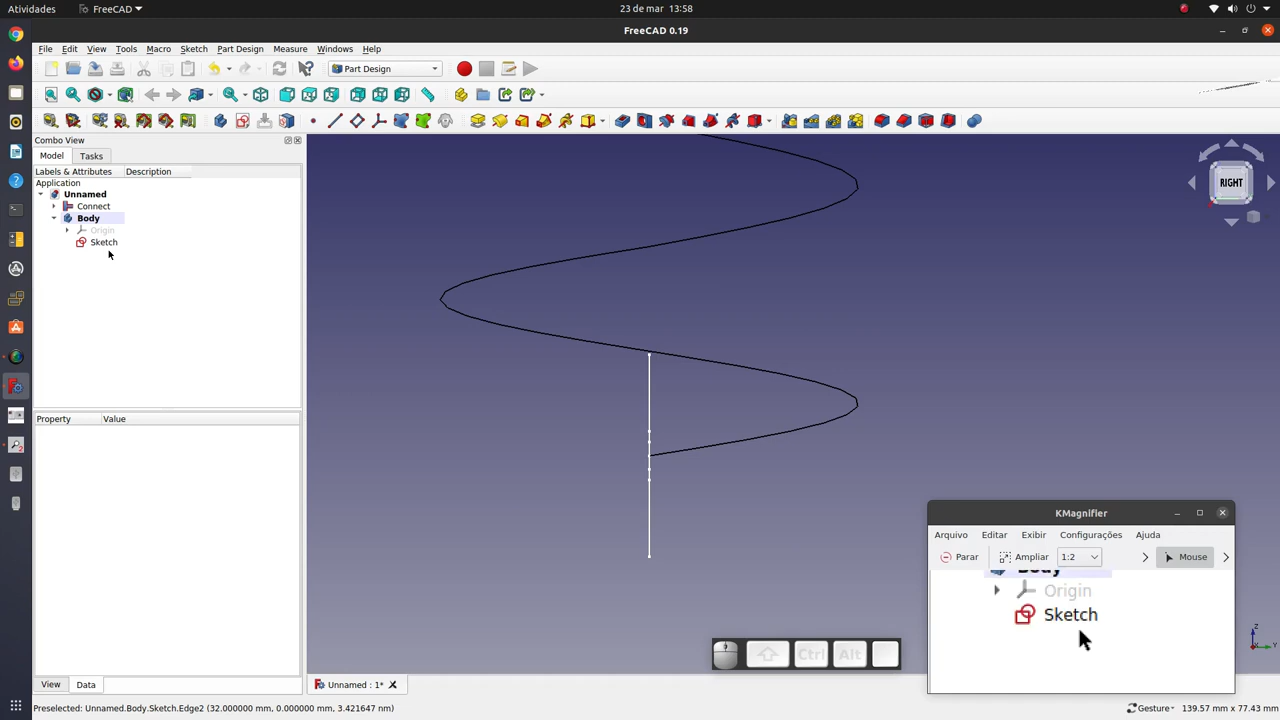 Atividades
FreeCAD
23 de mar 13:58
FreeCAD 0.19
File Edit View Tools Macro Sketch Part Design Measure Windows Help
Part Design
Combo View
Model Tasks
Labels & Attributes Description
Application
Unnamed
Connect
Body
Origin
Sketch
RIGHT
Z
Y
Property Value
KMagnifier
Arquivo Editar Exibir Configurações Ajuda
Parar Ampliar 1:2 Mouse
Body
Origin
Sketch
Ctrl Alt
View Data
Unnamed : 1*
Preselected: Unnamed.Body.Sketch.Edge2 (32.000000 mm, 0.000000 mm, 3.421647 nm)
Gesture 139.57 mm x 77.43 mm